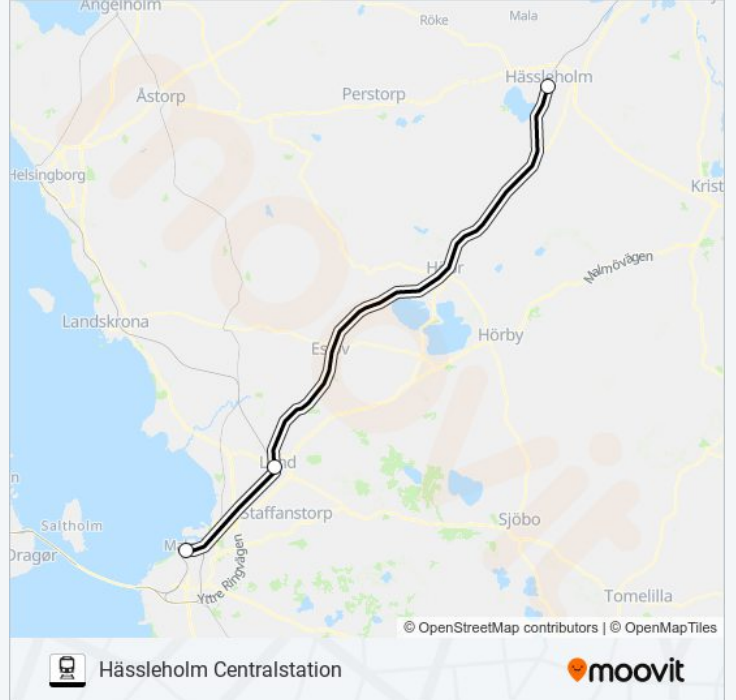 Ängelholm
Röke
Mala
Hässleholm
Åstorp
Perstorp
Helsingborg
Krist
Malmövägen
Landskrona
Hörby
Lund
Staffanstorp
Saltholm
Sjöbo
Dragør
Yttre Ringvägen
Tomelilla
© OpenStreetMap contributors | © OpenMapTiles
Hässleholm Centralstation
moovit